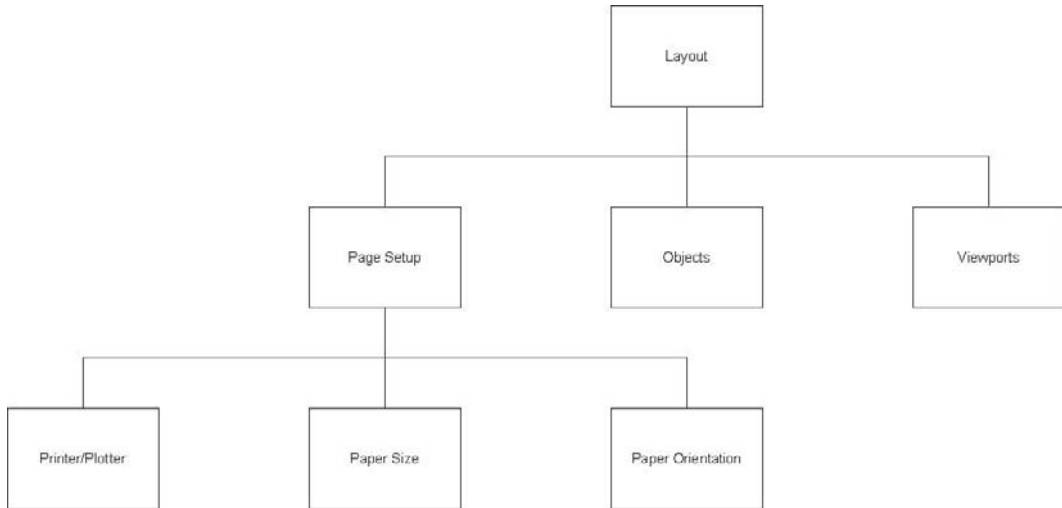 Layout
Page Setup
Objects
Viewports
Printer/Plotter
Paper Size
Paper Orientation